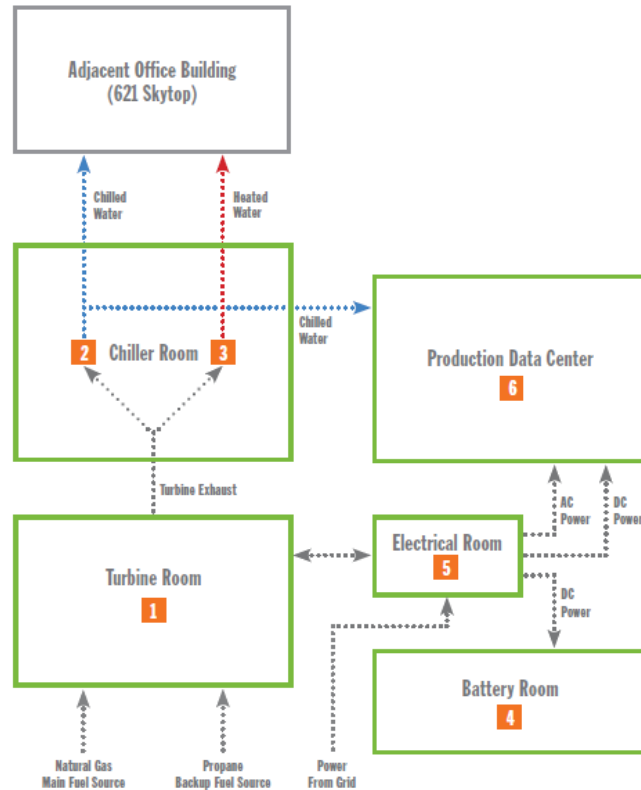 Adjacent Office Building
(621 Skytop)
Chilled
Water
Heated
Water
Chilled
Water
2
Chiller Room
3
Production Data Center
6
Turbine Exhaust
AC
Power
DC
Power
Turbine Room
1
Electrical Room
5
DC
Power
Battery Room
4
Natural Gas
Main Fuel Source
Propane
Backup Fuel Source
Power
From Grid